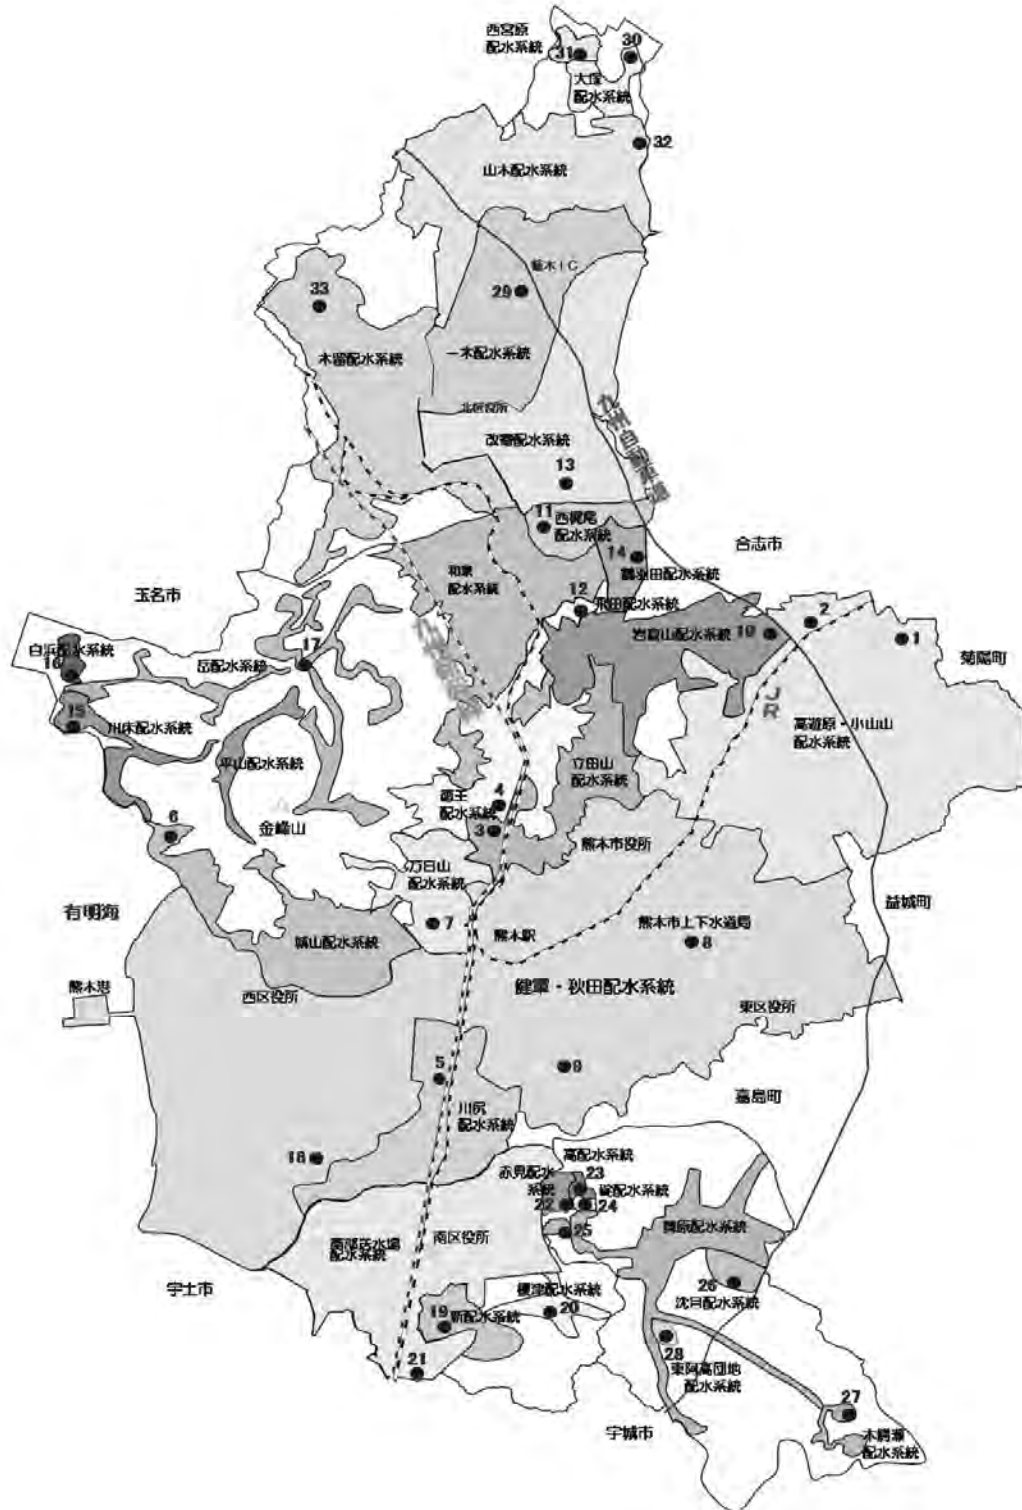 西宮原
配水系統
31
30
大塚
配水系統
32
山本配水系統
植木IC
29
33
木留配水系統
一木配水系統
北区役所
九州自動車道
改寄配水系統
13
11
西梶尾
配水系統
合志市
14
鶴羽田配水系統
和泉
配水系統
玉名市
12
飛田配水系統
2
1
岩倉山配水系統
10
菊陽町
白浜配水系統
16
岳配水系統
17
JR
高遊原・小山山
配水系統
15
川床配水系統
平山配水系統
立田山
配水系統
4
配水系統
3
6
金峰山
熊本市役所
万日山
配水系統
有明海
7
熊本駅
熊本市上下水道局
8
益城町
城山配水系統
熊本港
西区役所
健軍・秋田配水系統
東区役所
5
9
嘉島町
川尻
配水系統
18
高配水系統
赤見配水
系統
23
22
24
25
南部送水場
配水系統
南区役所
舞原配水系統
宇土市
26
沈目配水系統
榎津配水系統
20
19
新配水系統
28
東阿高団地
配水系統
21
27
宇城市
木鍋瀬
配水系統